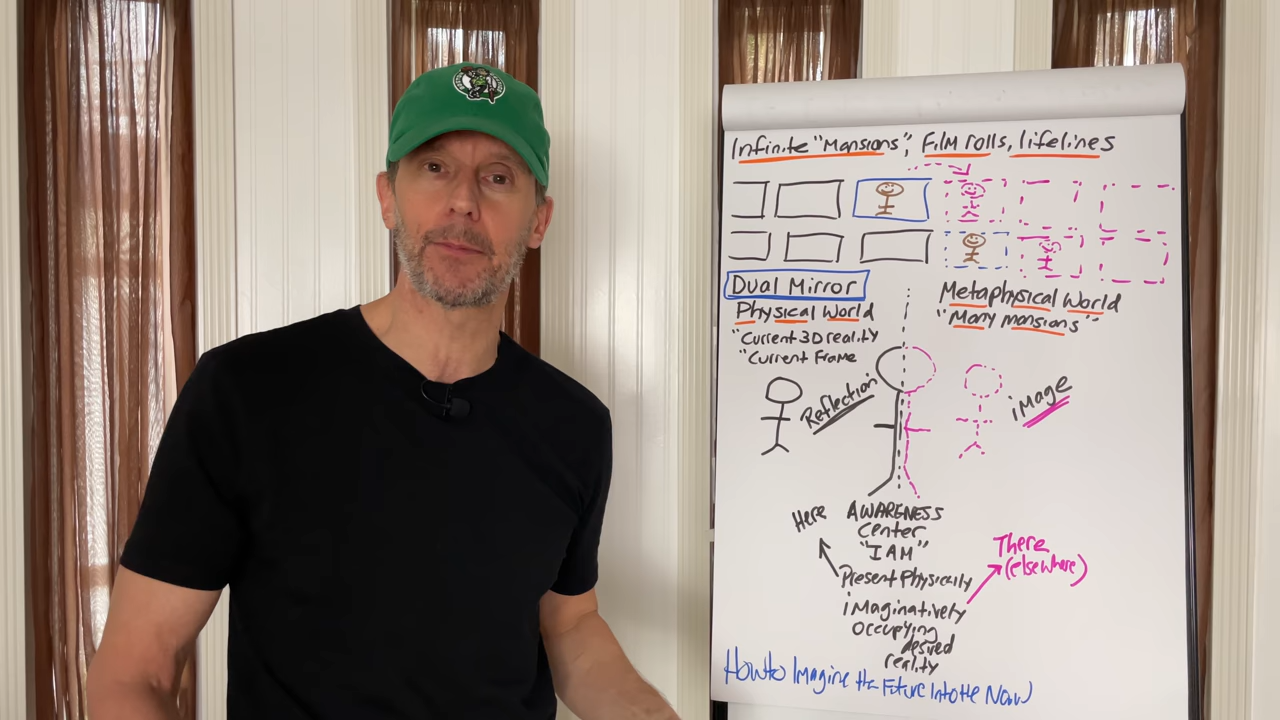 Infinite "Mansions", Film rolls, lifelines
Dual Mirror
Physical World
"Current 3D reality
"Current Frame
Metaphysical World
"Many Mansions"
Reflection
image
Here
AWARENESS
Center
"I AM"
Present Physically
There
(elsewhere)
imaginatively
occupying
desired
reality
How to Imagine the Future Into the Now